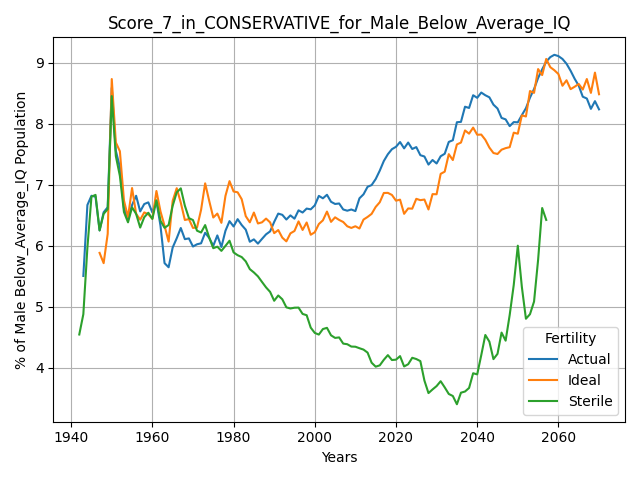 Score_7_in_CONSERVATIVE_for_Male_Below_Average_IQ
% of Male Below_Average_IQ Population
9
8
7
6
5
4
1940 1960 1980 2000 2020 2040 2060
Years
Fertility
Actual
Ideal
Sterile